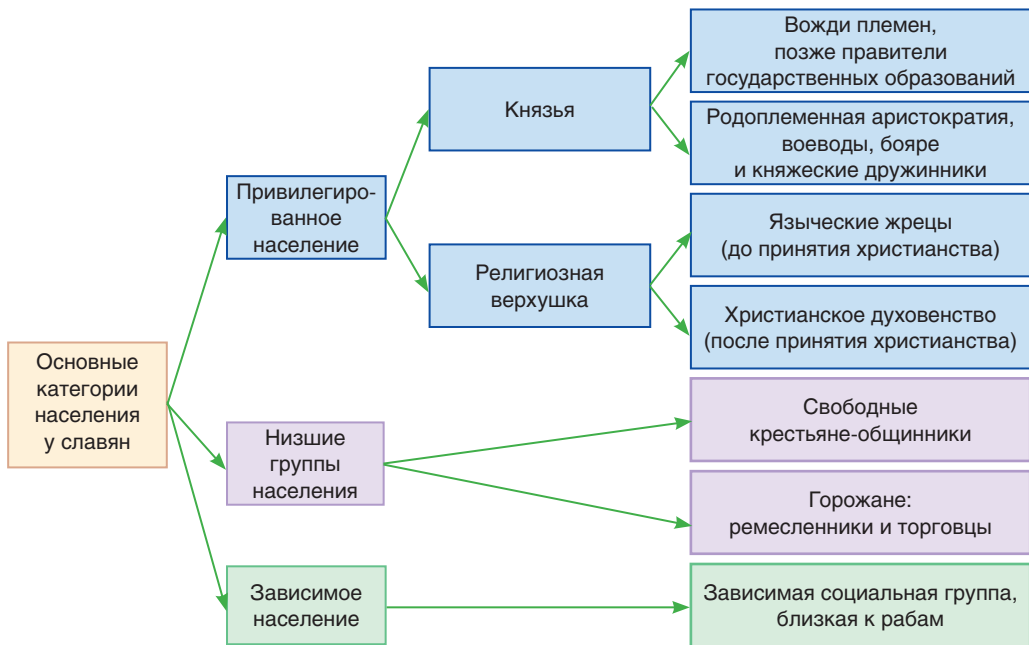 Основные
категории
населения
у славян
Привилегиро-
ванное
население
Князья
Вожди племен,
позже правители
государственных образований
Родоплеменная аристократия,
воеводы, бояре
и княжеские дружинники
Религиозная
верхушка
Языческие жрецы
(до принятия христианства)
Христианское духовенство
(после принятия христианства)
Низшие
группы
населения
Свободные
крестьяне-общинники
Горожане:
ремесленники и торговцы
Зависимое
население
Зависимая социальная группа,
близкая к рабам